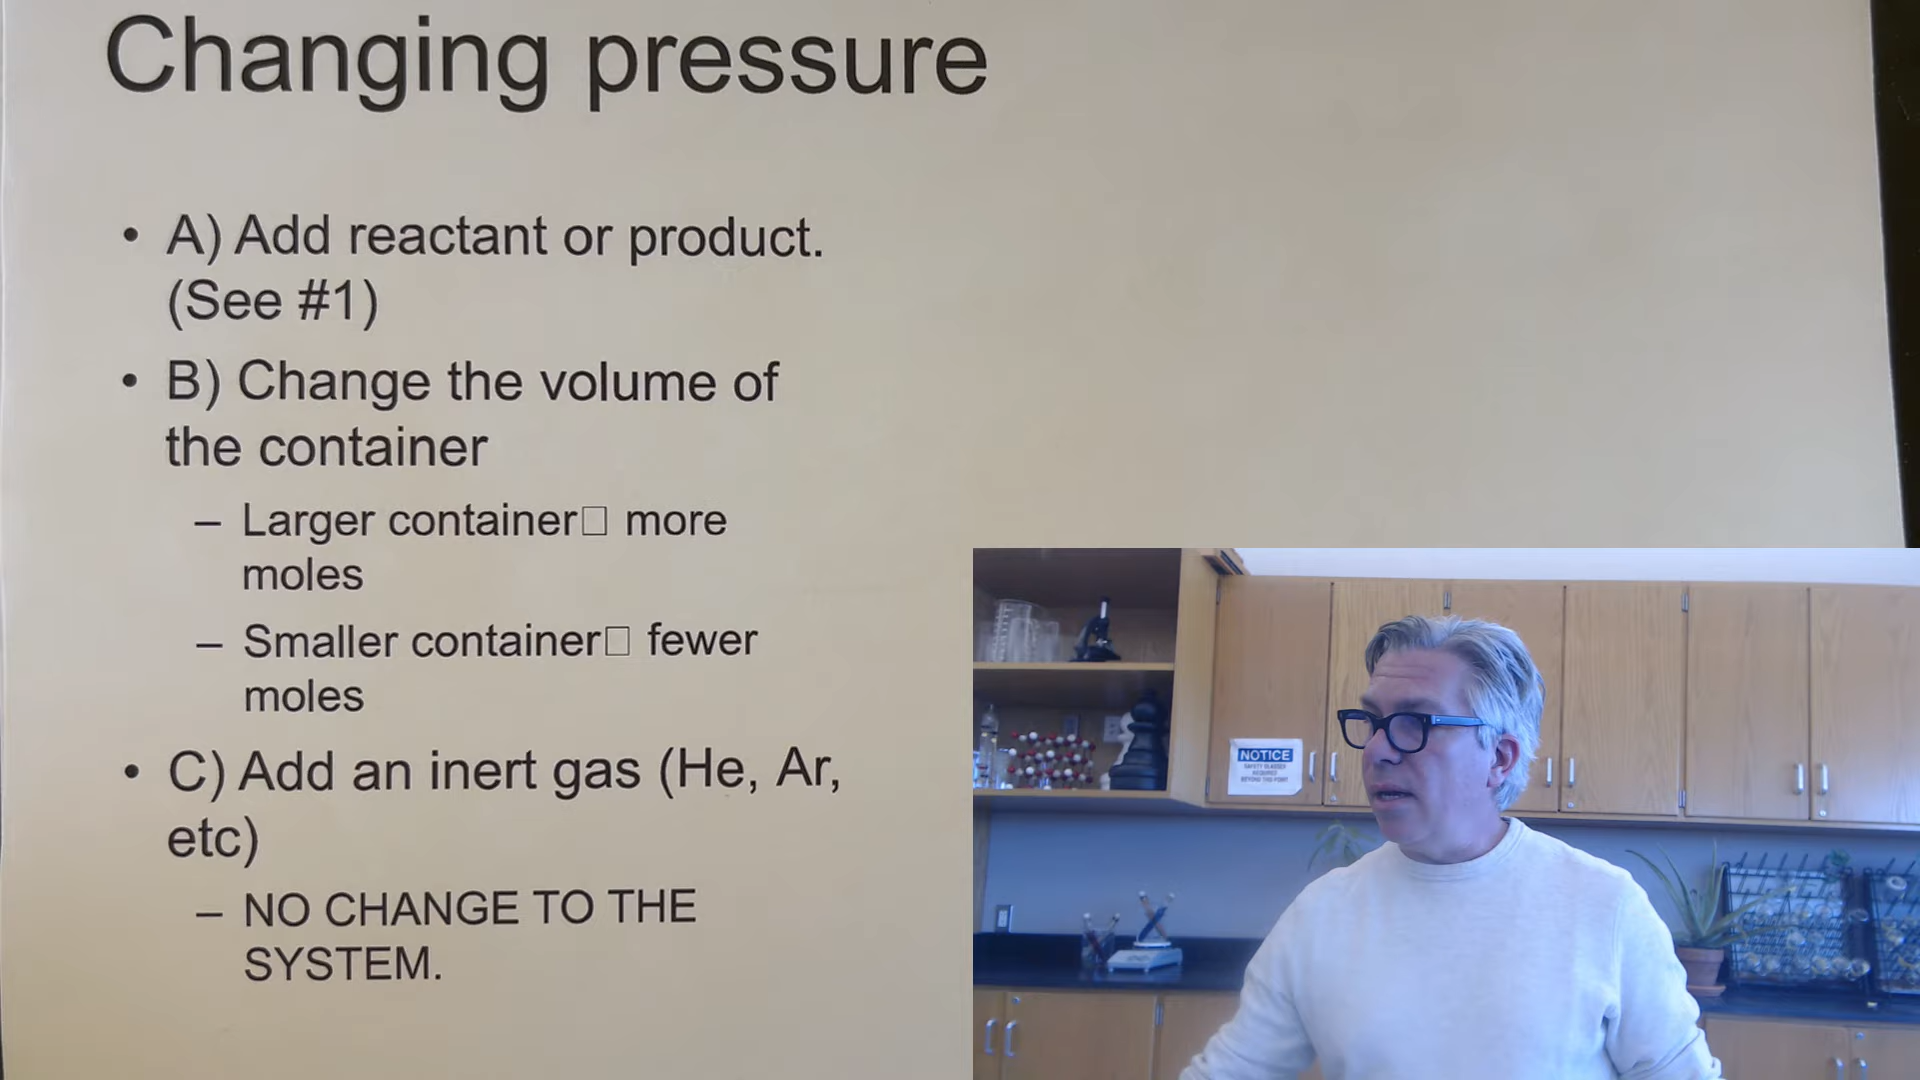 Changing pressure
• A) Add reactant or product.
(See #1)
• B) Change the volume of
the container
– Larger container□ more
moles
– Smaller container□ fewer
moles
• C) Add an inert gas (He, Ar,
etc)
– NO CHANGE TO THE
SYSTEM.
NOTICE
SAFETY GLASSES
REQUIRED
BEYOND THIS POINT